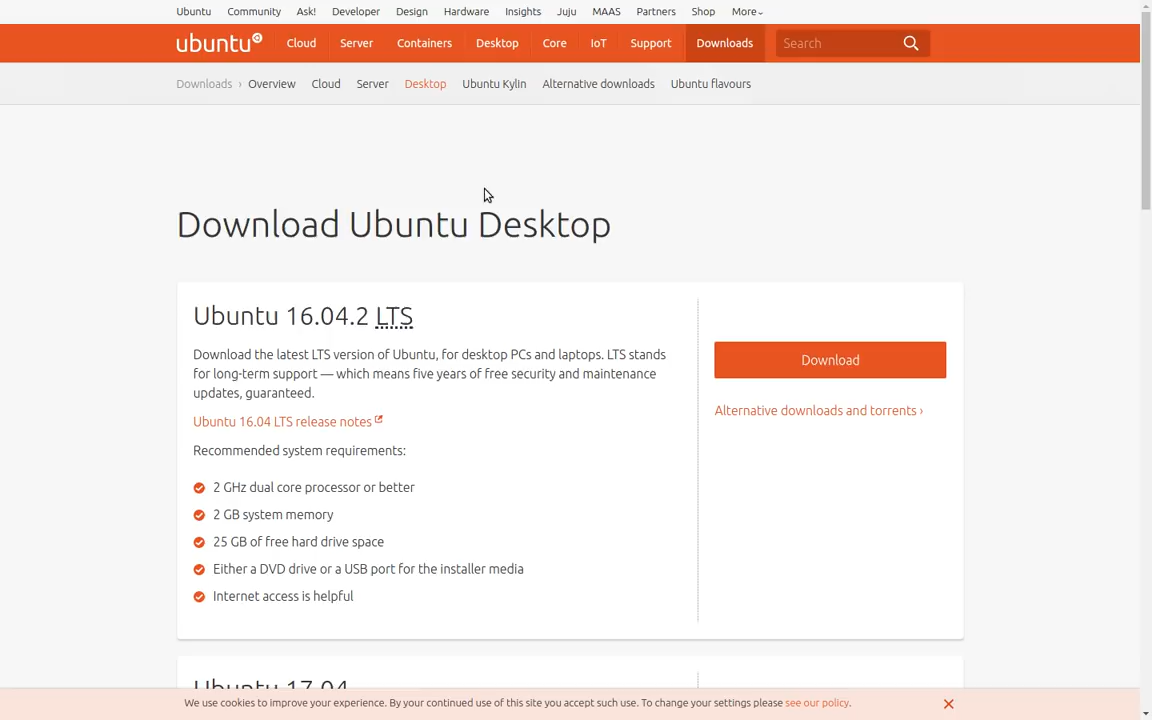 Ubuntu Community Ask! Developer Design Hardware Insights Juju MAAS Partners Shop More
ubuntu Cloud Server Containers Desktop Core IoT Support Downloads Search
Downloads › Overview Cloud Server Desktop Ubuntu Kylin Alternative downloads Ubuntu flavours
Download Ubuntu Desktop
Ubuntu 16.04.2 LTS
Download the latest LTS version of Ubuntu, for desktop PCs and laptops. LTS stands
for long-term support — which means five years of free security and maintenance
updates, guaranteed.
Ubuntu 16.04 LTS release notes
Recommended system requirements:
2 GHz dual core processor or better
2 GB system memory
25 GB of free hard drive space
Either a DVD drive or a USB port for the installer media
Internet access is helpful
Download
Alternative downloads and torrents ›
Ubuntu 17.04
We use cookies to improve your experience. By your continued use of this site you accept such use. To change your settings please see our policy.